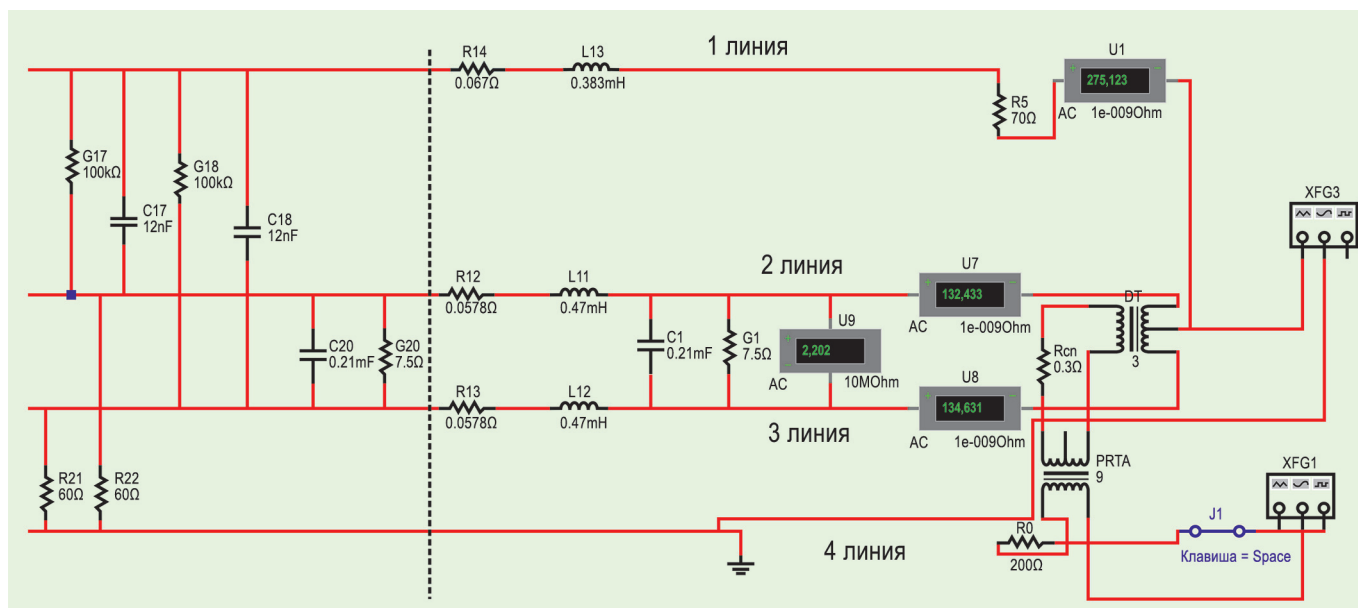 1 линия
R14
0.067Ω
L13
0.383mH
U1
275,123
AC
1e-009Ohm
R5
70Ω
G17
100kΩ
G18
100kΩ
C17
12nF
C18
12nF
XFG3
2 линия
R12
0.0578Ω
L11
0.47mH
U7
132,433
AC
1e-009Ohm
DT
3
C20
0.21mF
G20
7.5Ω
C1
0.21mF
G1
7.5Ω
U9
2,202
AC
10MOhm
Rcп
0.3Ω
R13
0.0578Ω
L12
0.47mH
U8
134,631
AC
1e-009Ohm
3 линия
PRTA
9
XFG1
R21
60Ω
R22
60Ω
R0
200Ω
J1
Клавиша = Space
4 линия